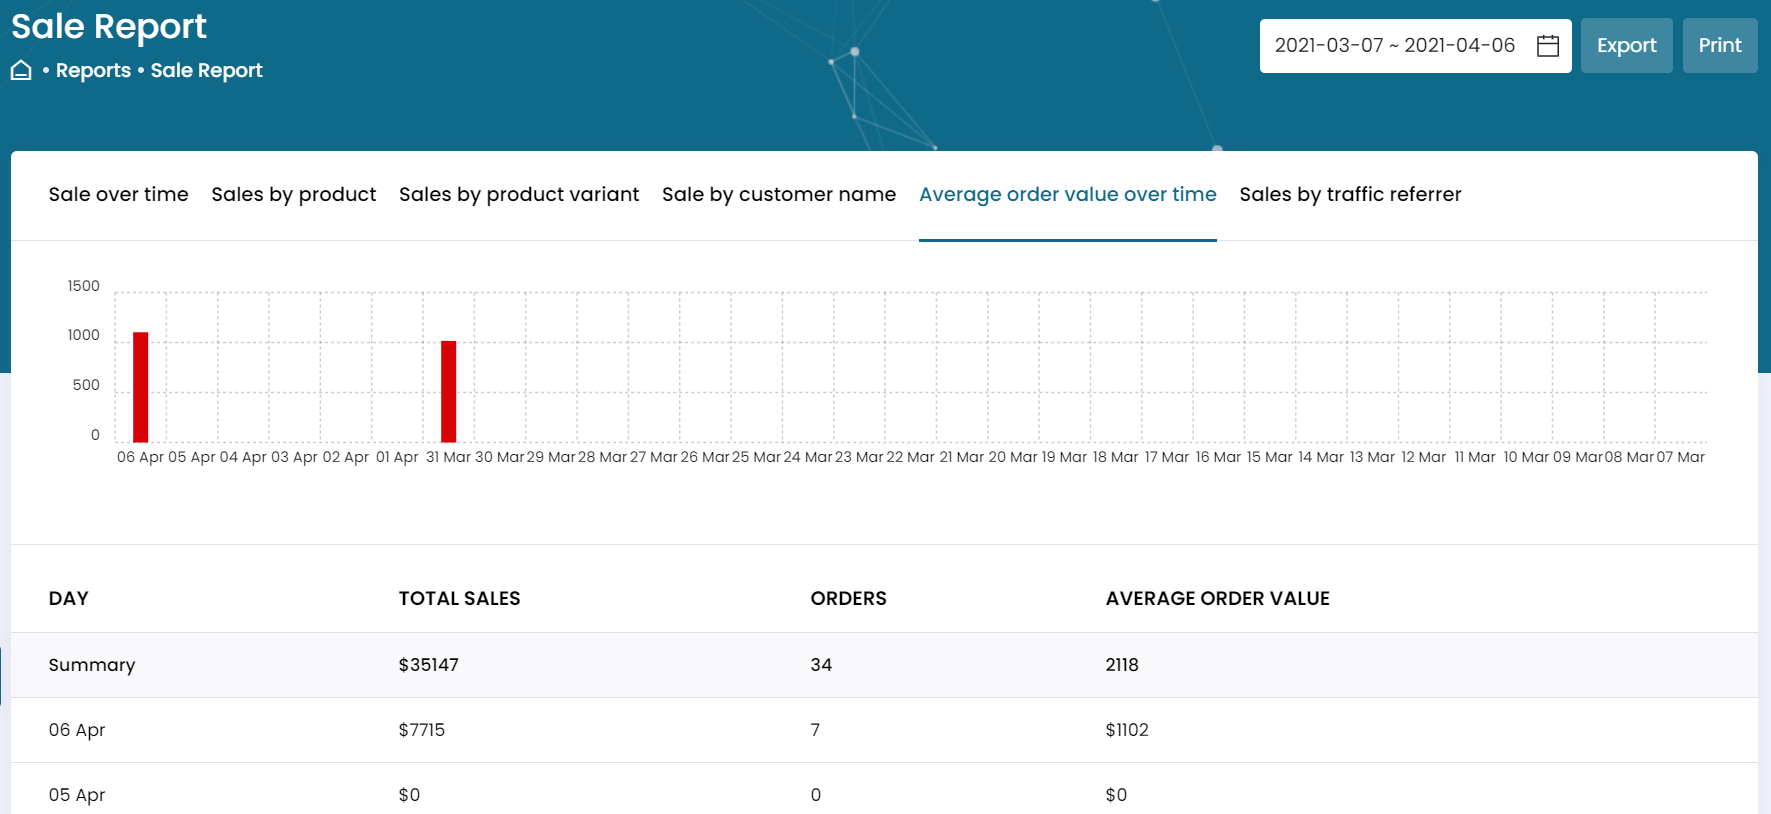 Sale Report
• Reports • Sale Report
2021-03-07 ~ 2021-04-06
Export
Print
Sale over time Sales by product Sales by product variant Sale by customer name Average order value over time Sales by traffic referrer
1500
1000
500
0
06 Apr 05 Apr 04 Apr 03 Apr 02 Apr 01 Apr 31 Mar 30 Mar 29 Mar 28 Mar 27 Mar 26 Mar 25 Mar 24 Mar 23 Mar 22 Mar 21 Mar 20 Mar 19 Mar 18 Mar 17 Mar 16 Mar 15 Mar 14 Mar 13 Mar 12 Mar 11 Mar 10 Mar 09 Mar 08 Mar 07 Mar
DAY TOTAL SALES ORDERS AVERAGE ORDER VALUE
Summary $35147 34 2118
06 Apr $7715 7 $1102
05 Apr $0 0 $0